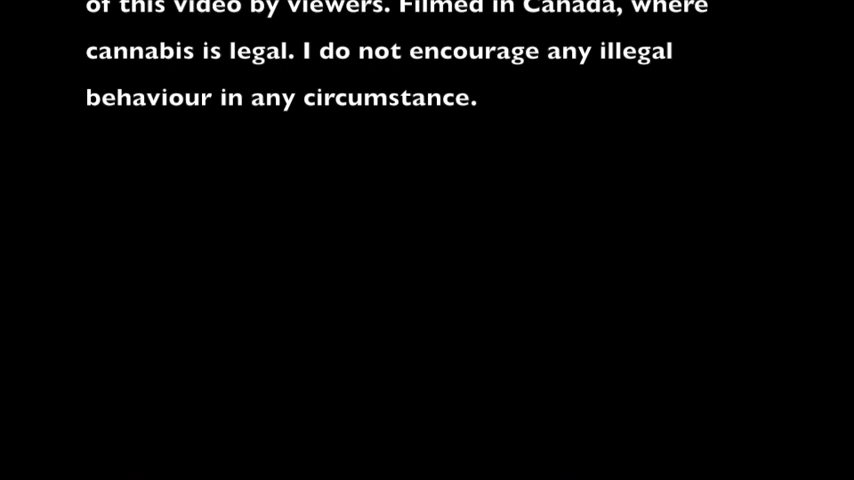 of this video by viewers. Filmed in Canada, where
cannabis is legal. I do not encourage any illegal
behaviour in any circumstance.